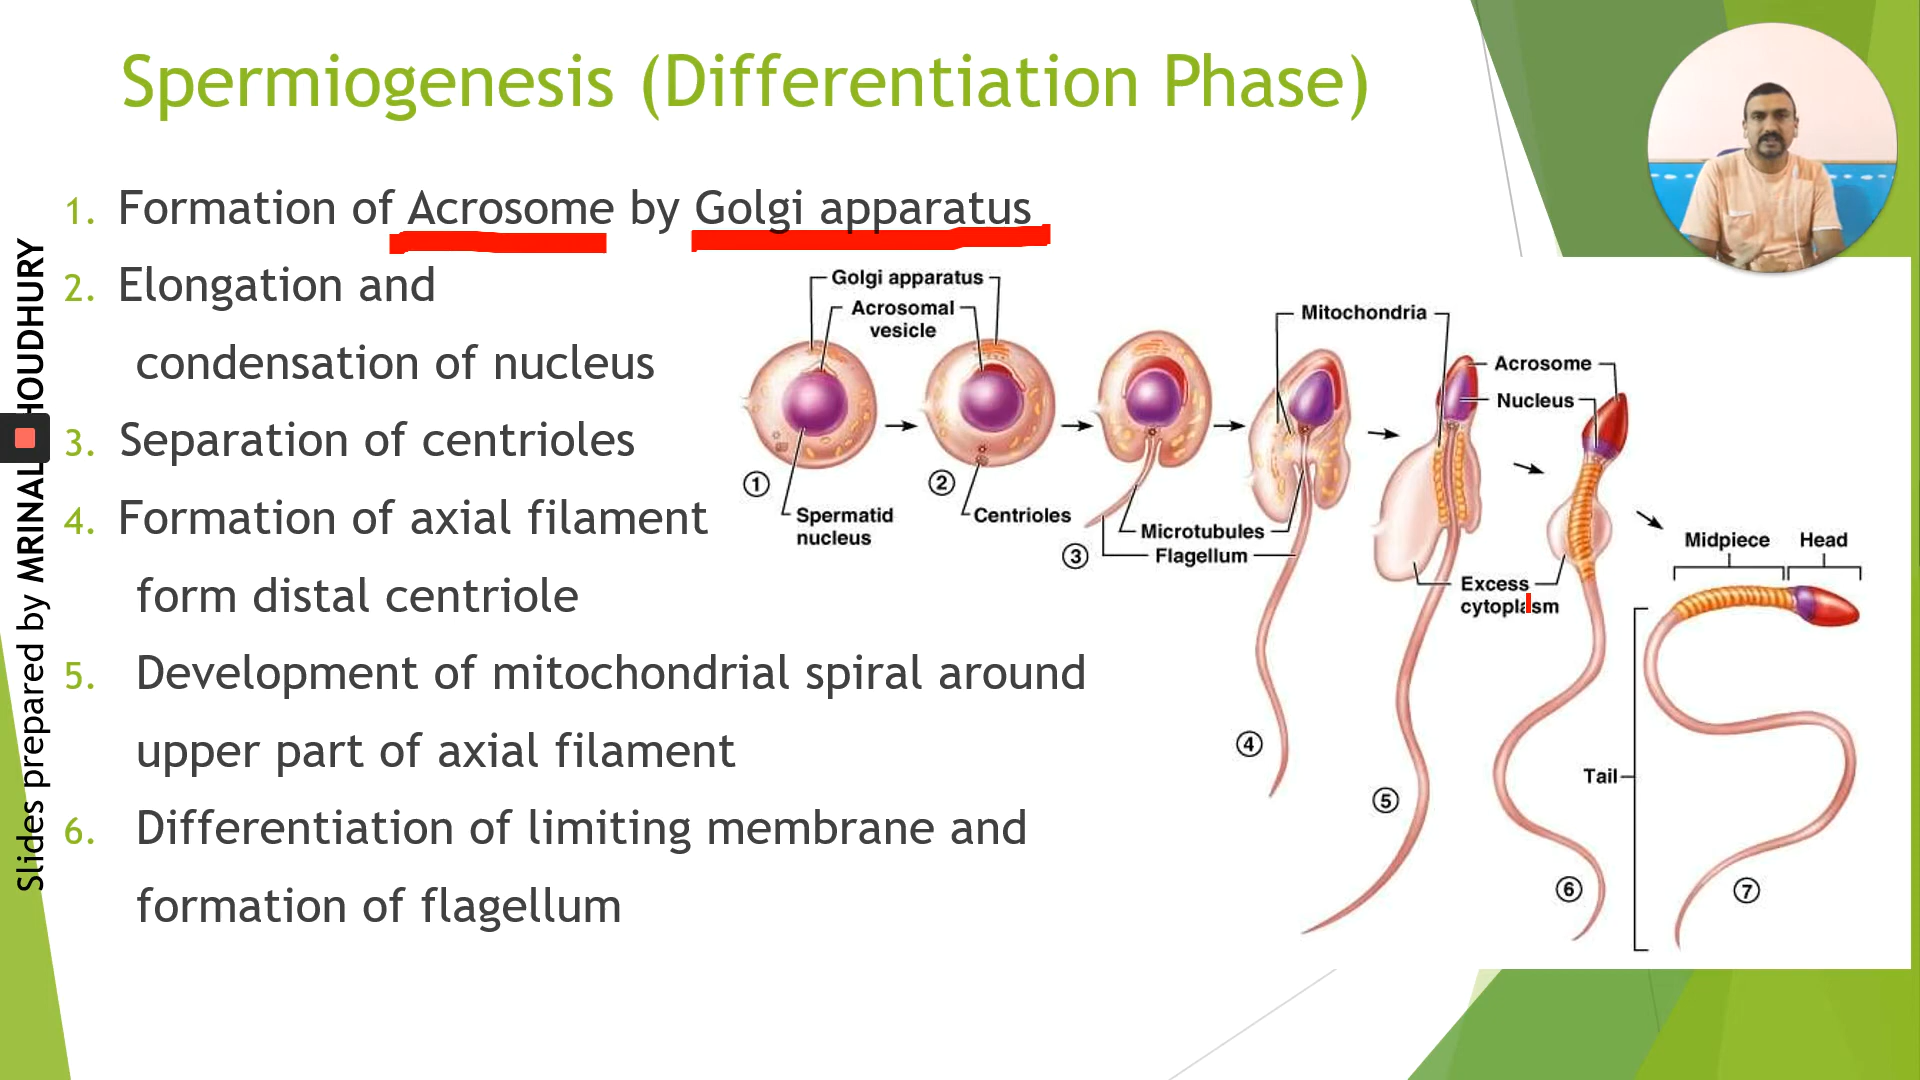 Spermiogenesis (Differentiation Phase)
1. Formation of Acrosome by Golgi apparatus
2. Elongation and
condensation of nucleus
3. Separation of centrioles
4. Formation of axial filament
form distal centriole
5. Development of mitochondrial spiral around
upper part of axial filament
6. Differentiation of limiting membrane and
formation of flagellum
Slides prepared by MRINAL HOUDHURY
Golgi apparatus
Acrosomal
vesicle
Mitochondria
Acrosome
Nucleus
1
2
Spermatid
nucleus
Centrioles
3
Microtubules
Flagellum
Excess
cytoplasm
Midpiece
Head
4
5
Tail
6
7